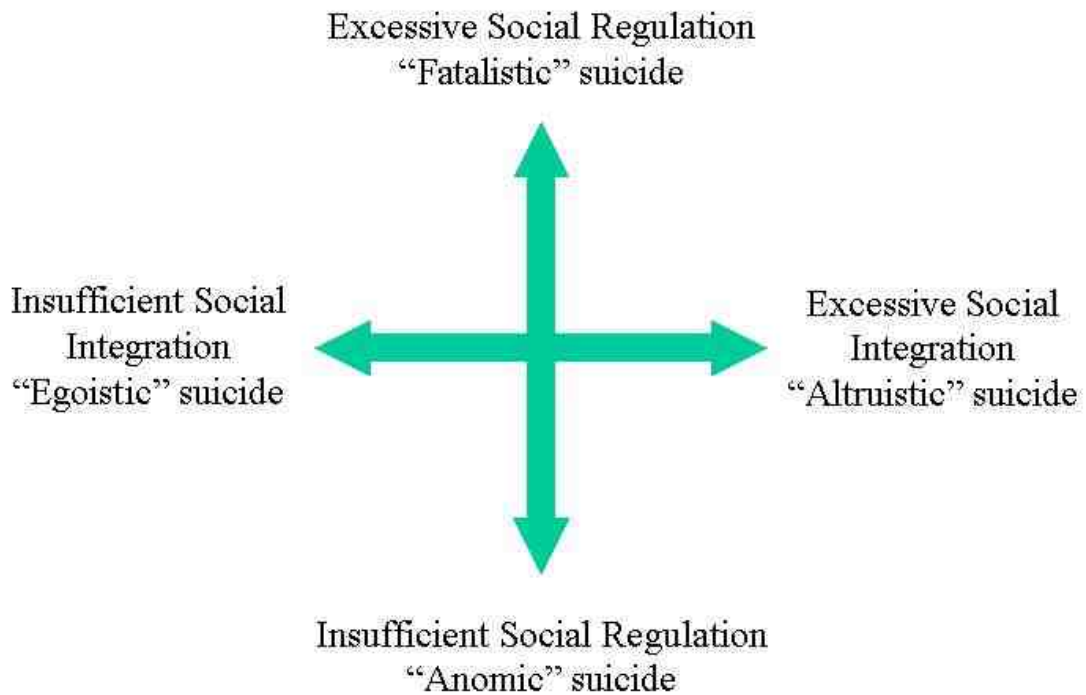 Excessive Social Regulation
“Fatalistic” suicide
Insufficient Social
Integration
“Egoistic” suicide
Excessive Social
Integration
“Altruistic” suicide
Insufficient Social Regulation
“Anomic” suicide